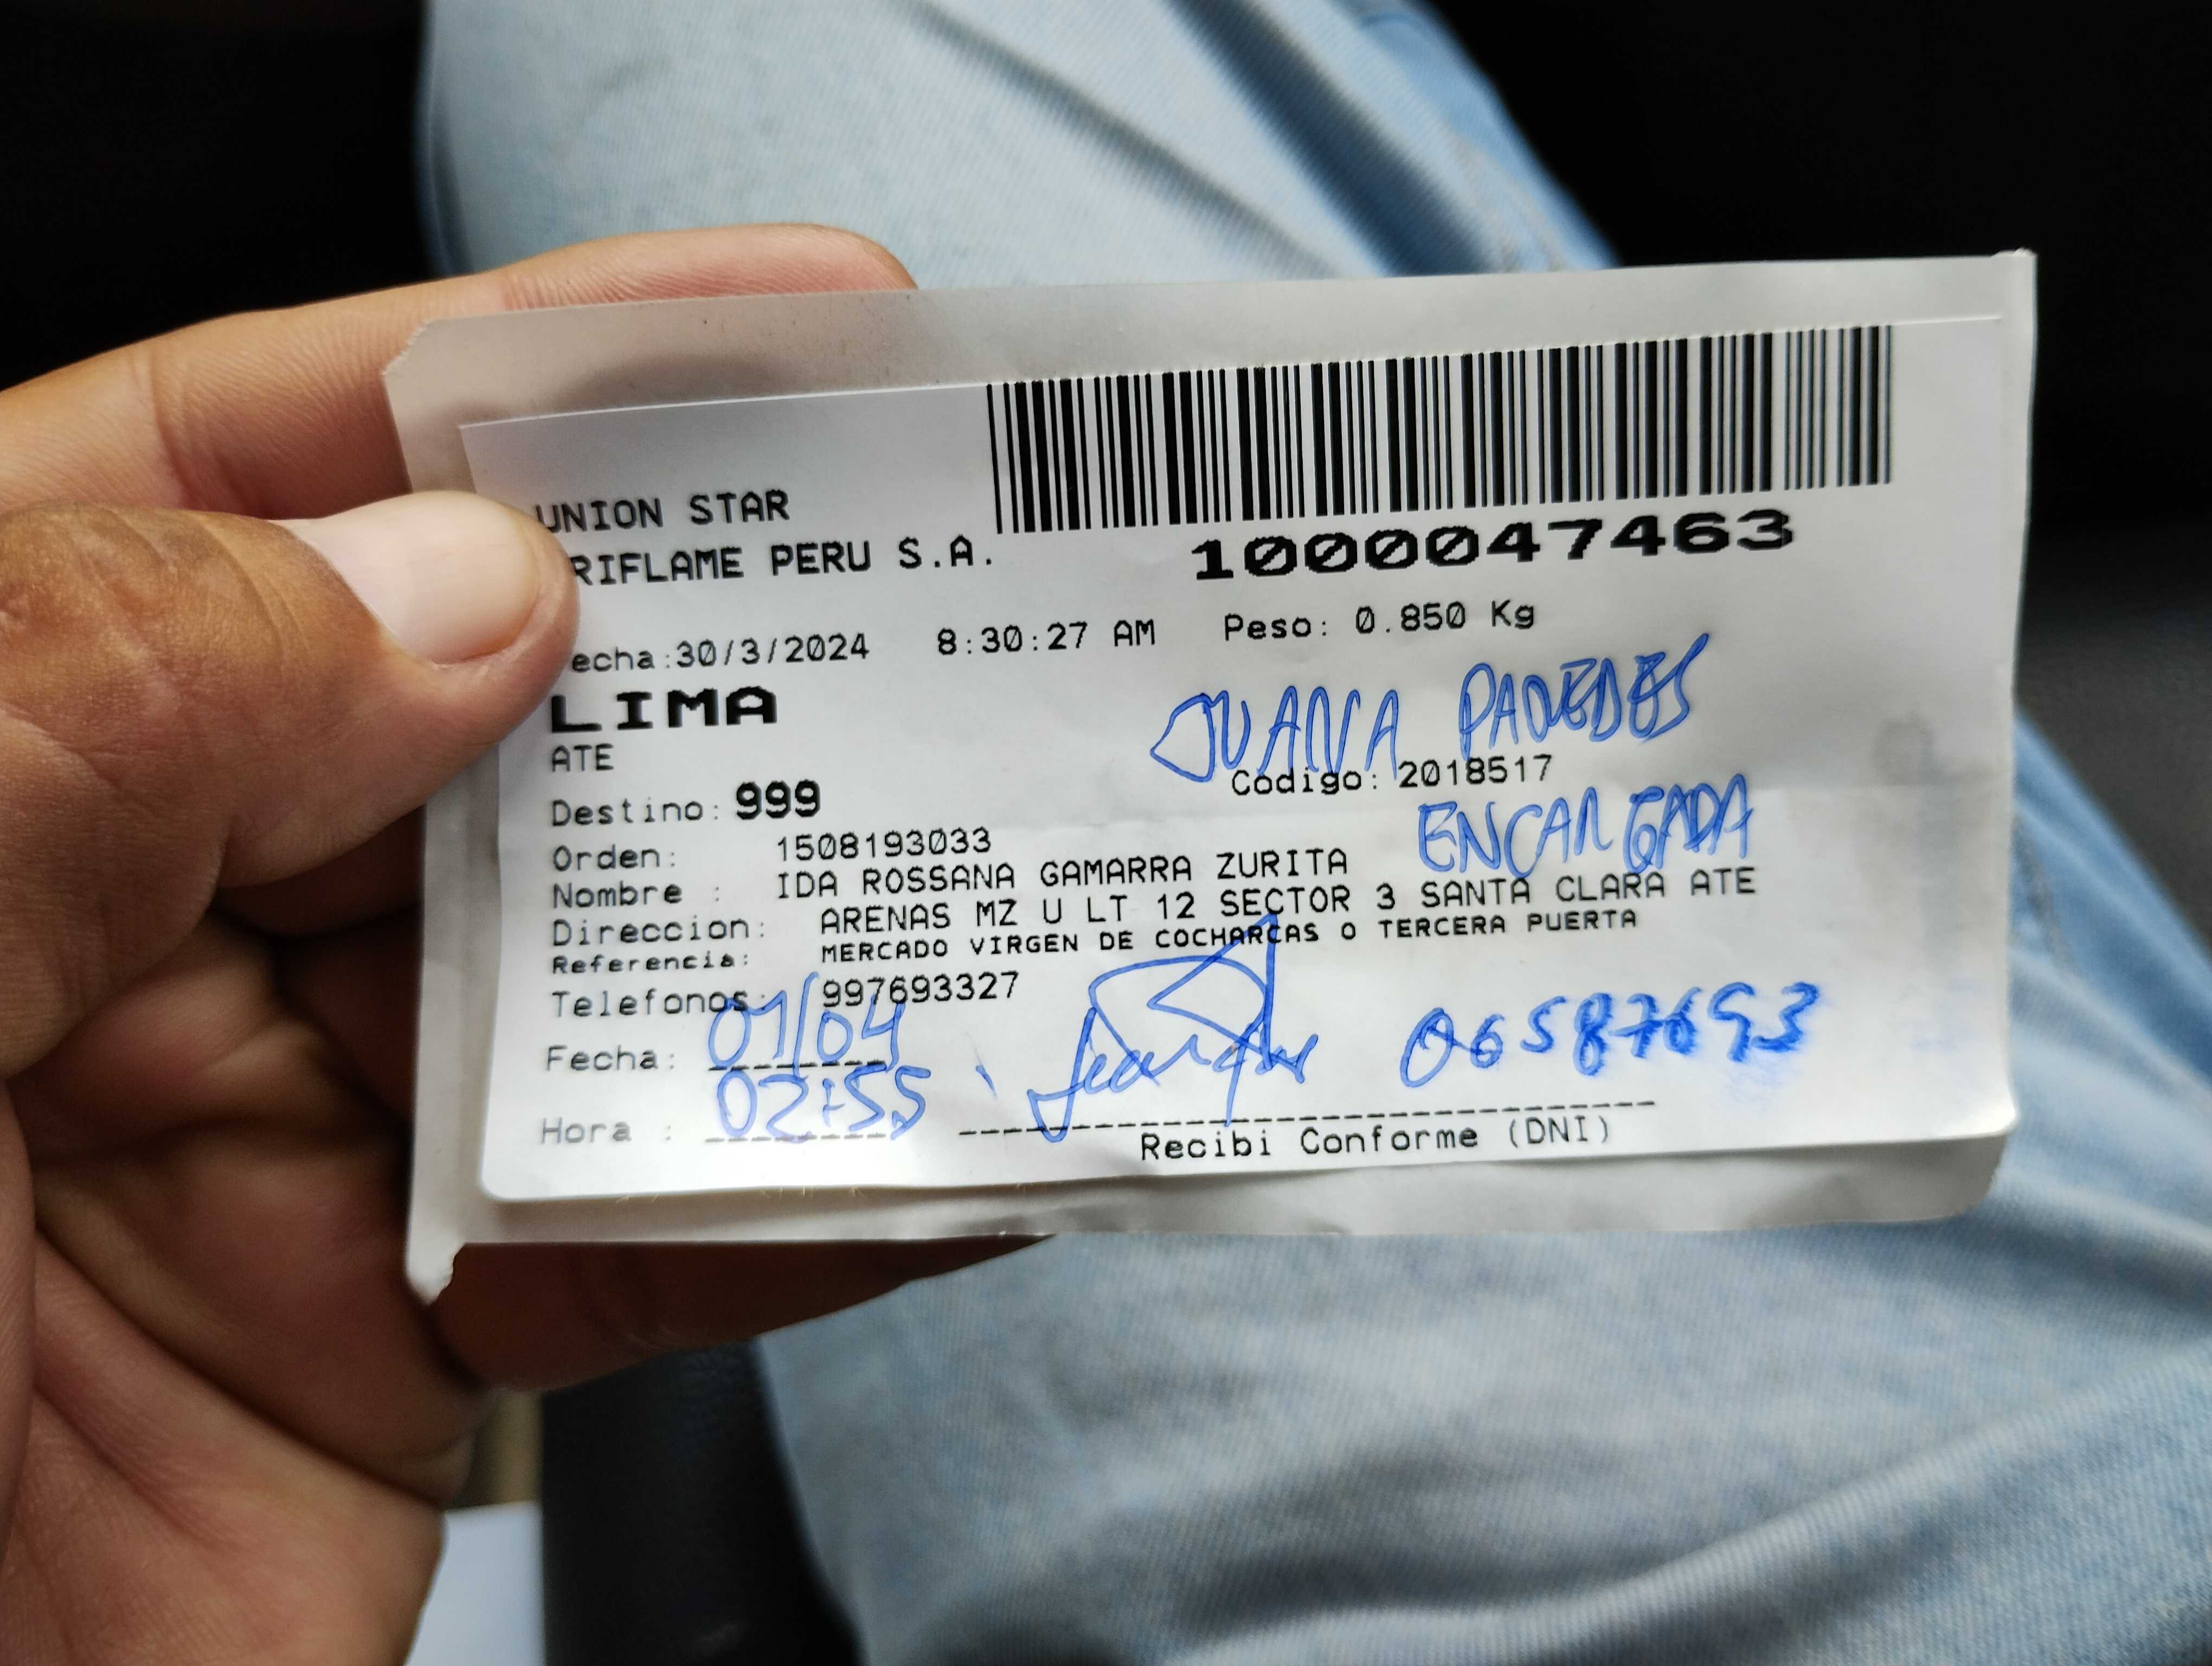 UNION STAR
RIFLAME PERU S.A.
1000047463
echa:30/3/2024 8:30:27 AM Peso: 0.850 Kg
LIMA
JUANA PAREDES
ATE
Codigo: 2018517
Destino: 999
ENCARGADA
Orden: 1508193033
Nombre : IDA ROSSANA GAMARRA ZURITA
Direccion: ARENAS MZ U LT 12 SECTOR 3 SANTA CLARA ATE
Referencia: MERCADO VIRGEN DE COCHARCAS O TERCERA PUERTA
Telefonos: 997693327
Fecha: 01/04
06587693
Hora : 02:55
Recibi Conforme (DNI)